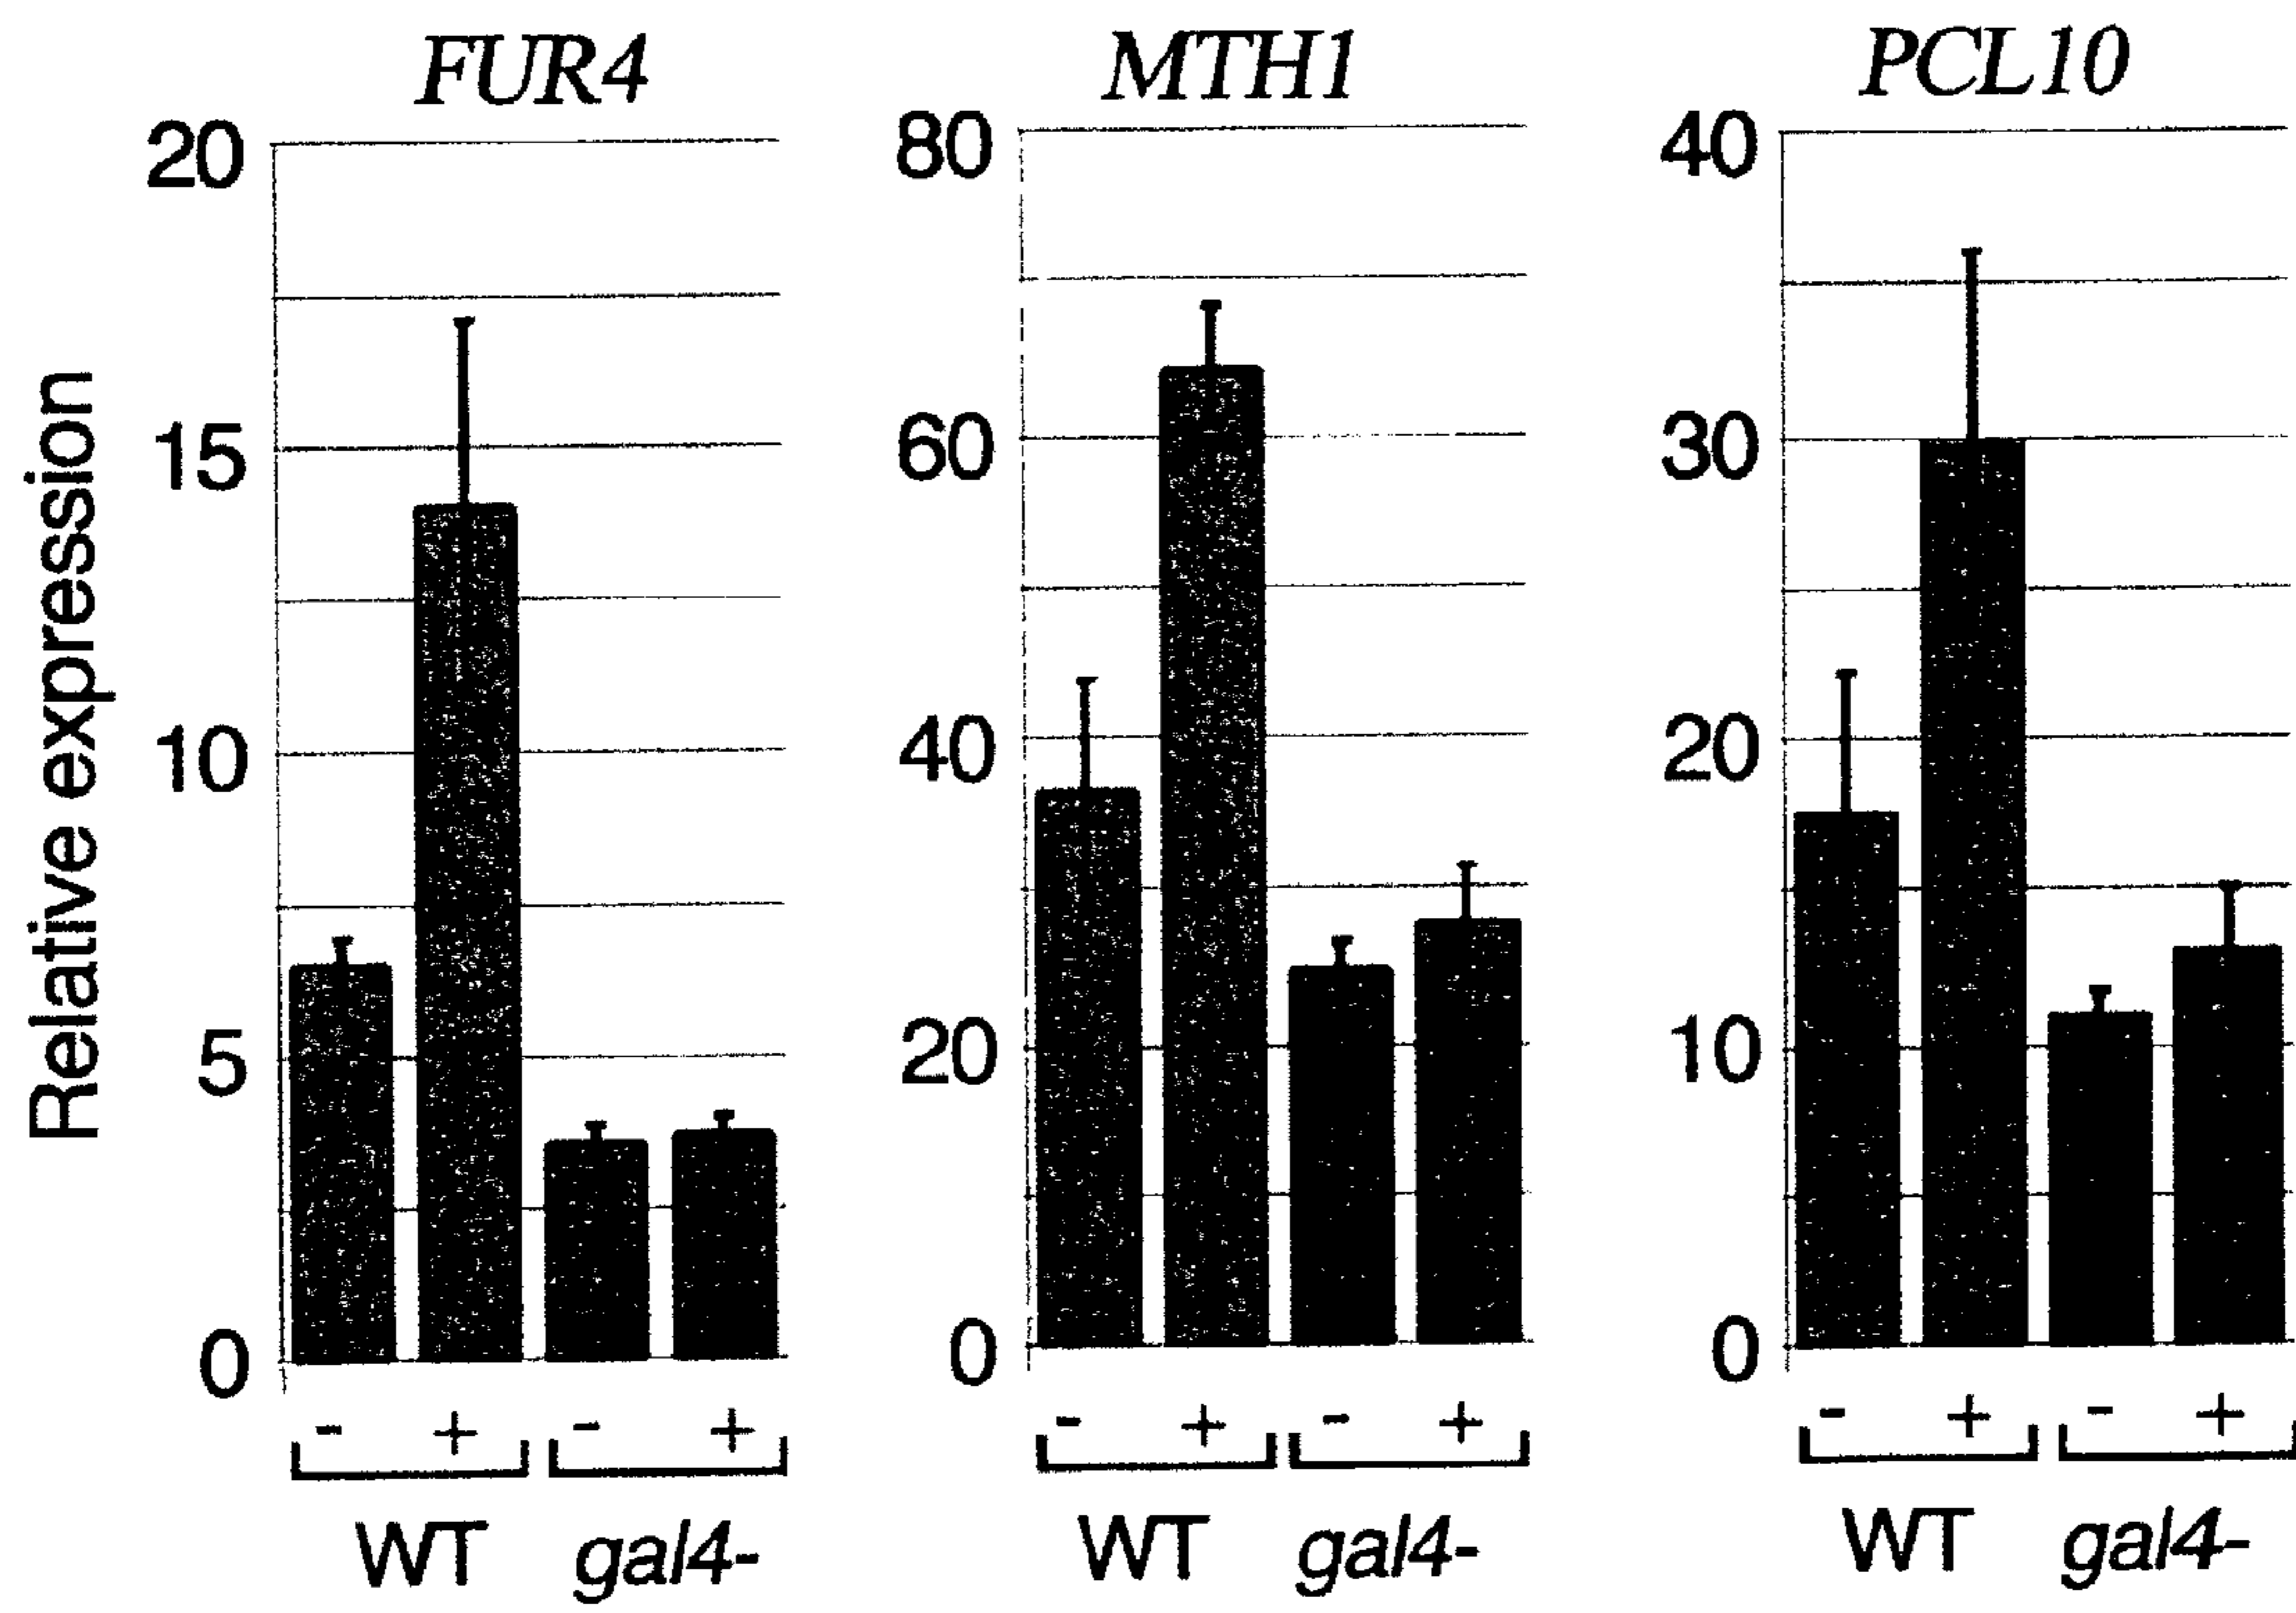 FUR4 MTH1 PCL10
Relative expression
20
15
10
5
0
80
60
40
20
0
40
30
20
10
0
- + - +
- + - +
- + - +
WT gal4-
WT gal4-
WT gal4-